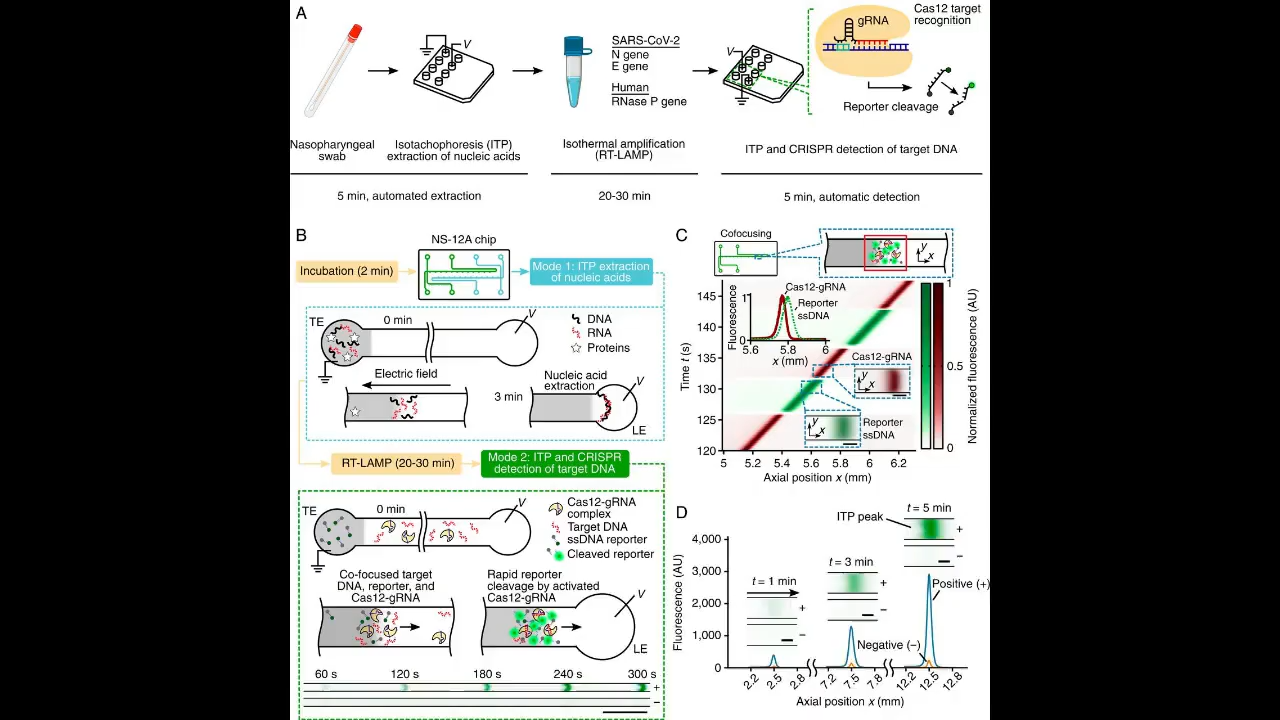 A
V
SARS-CoV-2
N gene
E gene
Human
RNase P gene
V
gRNA
Cas12 target
recognition
Reporter cleavage
Nasopharyngeal
swab
Isotachophoresis (ITP)
extraction of nucleic acids
Isothermal amplification
(RT-LAMP)
ITP and CRISPR detection of target DNA
5 min, automated extraction
20-30 min
5 min, automatic detection
B
NS-12A chip
Incubation (2 min)
Mode 1: ITP extraction
of nucleic acids
TE
0 min
V
DNA
RNA
Proteins
Electric field
3 min
Nucleic acid
extraction
V
LE
RT-LAMP (20-30 min)
Mode 2: ITP and CRISPR
detection of target DNA
TE
0 min
V
Cas12-gRNA
complex
Target DNA
ssDNA reporter
Cleaved reporter
Co-focused target
DNA, reporter, and
Cas12-gRNA
Rapid reporter
cleavage by activated
Cas12-gRNA
V
LE
60 s 120 s 180 s 240 s 300 s
+
−
C
Cofocusing
y
x
145
140
135
130
125
120
Time t (s)
5 5.2 5.4 5.6 5.8 6 6.2
Axial position x (mm)
Fluorescence
1
0
5.6 5.8 6
x (mm)
Cas12-gRNA
Reporter
ssDNA
Cas12-gRNA
y
x
y
x
Reporter
ssDNA
1
0.5
0
Normalized fluorescence (AU)
D
ITP peak
t = 5 min
+
−
t = 3 min
+
−
t = 1 min
+
−
4,000
3,000
2,000
1,000
0
Fluorescence (AU)
Positive (+)
Negative (−)
2.2 2.5 2.8 7.2 7.5 7.8 12.2 12.5 12.8
Axial position x (mm)